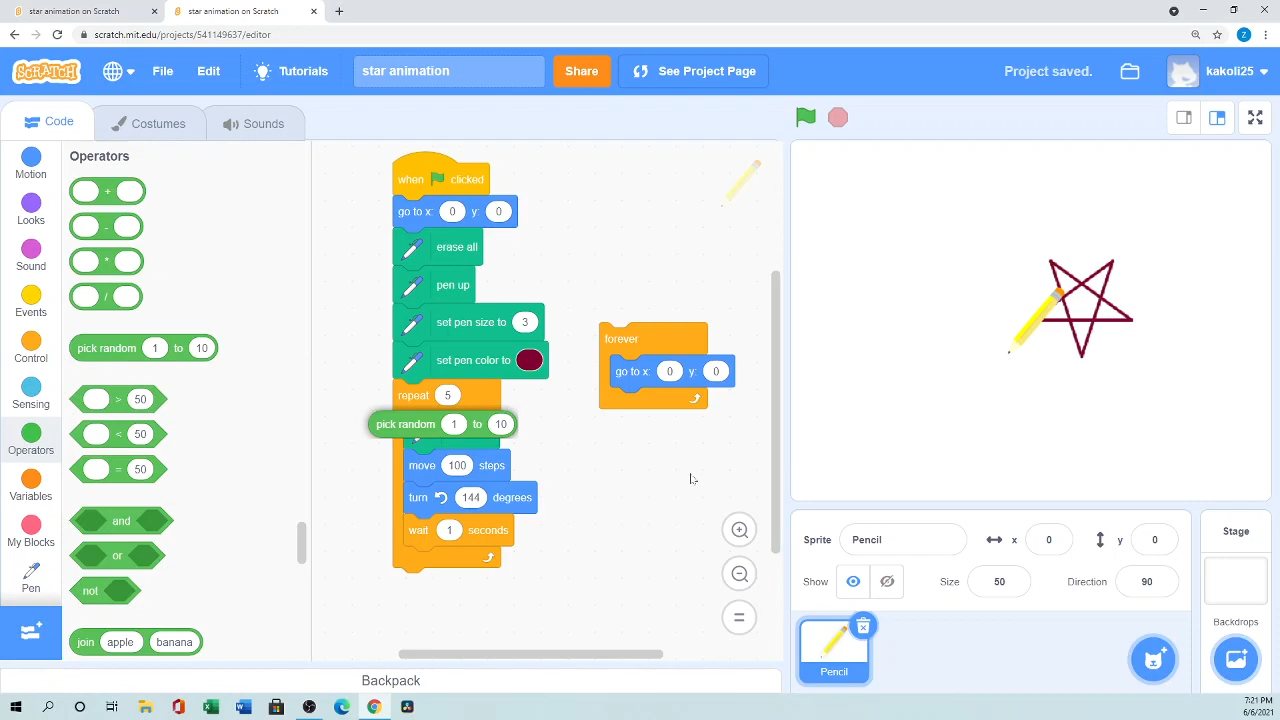 star animation on Scratch
star animation on Scratch
scratch.mit.edu/projects/541149637/editor
Z
SCRATCH
File
Edit
Tutorials
star animation
Share
See Project Page
Project saved.
kakoli25
Code
Costumes
Sounds
Motion
Looks
Sound
Events
Control
Sensing
Operators
Variables
My Blocks
Pen
Operators
+
-
*
/
pick random 1 to 10
> 50
< 50
= 50
and
or
not
join apple banana
when clicked
go to x: 0 y: 0
erase all
pen up
set pen size to 3
set pen color to
repeat 5
pick random 1 to 10
move 100 steps
turn 144 degrees
wait 1 seconds
forever
go to x: 0 y: 0
Backpack
Sprite Pencil x 0 y 0
Show Size 50 Direction 90
Pencil
Stage
Backdrops
7:21 PM
6/6/2021